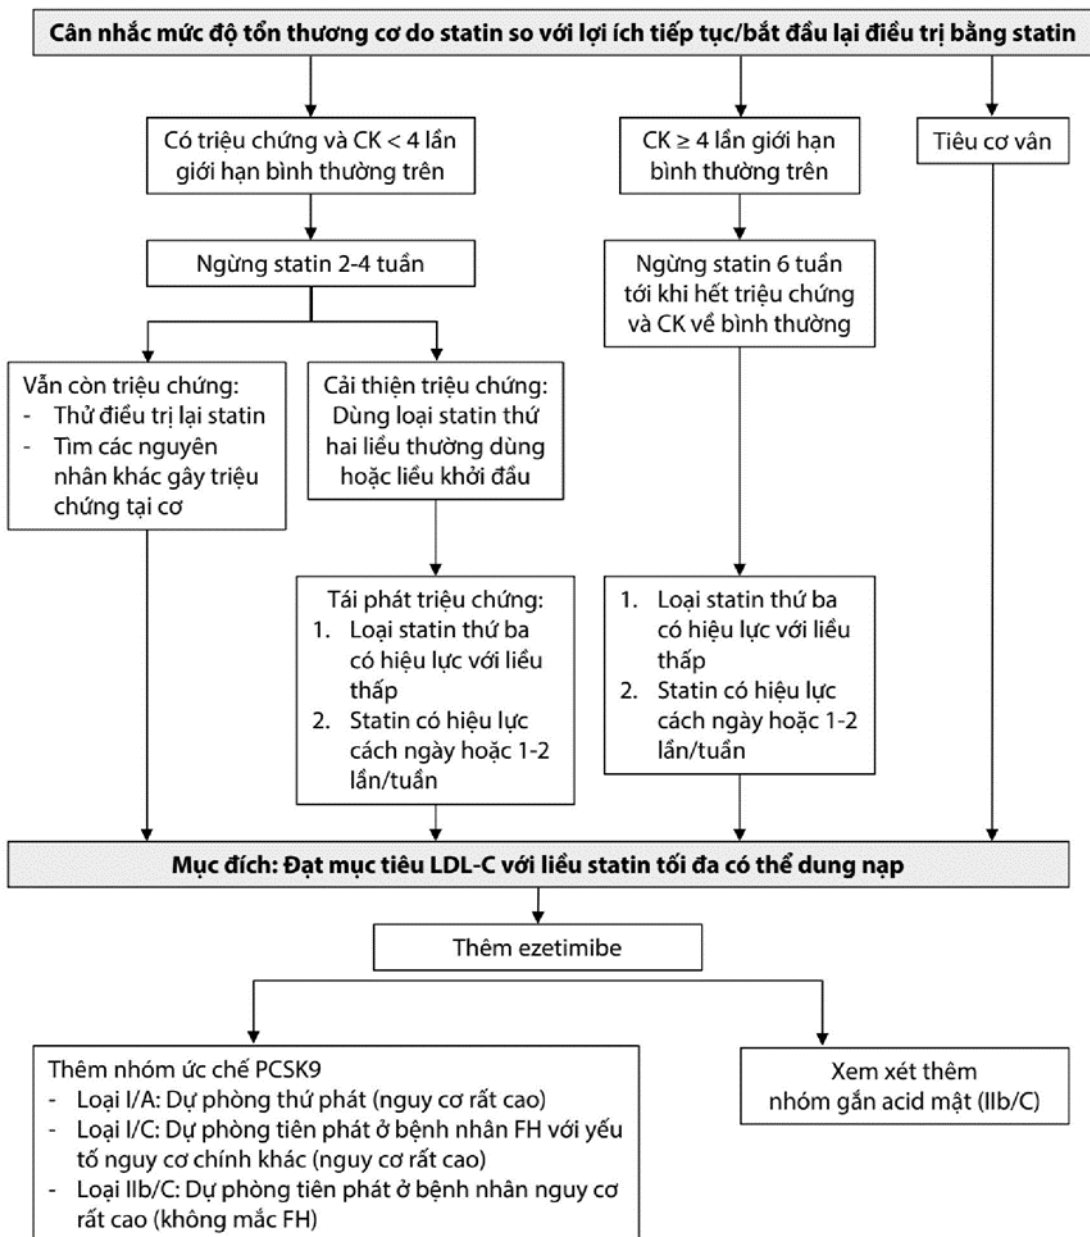 Cân nhắc mức độ tổn thương cơ do statin so với lợi ích tiếp tục/bắt đầu lại điều trị bằng statin
Có triệu chứng và CK < 4 lần
giới hạn bình thường trên
CK ≥ 4 lần giới hạn
bình thường trên
Tiêu cơ vân
Ngừng statin 2-4 tuần
Ngừng statin 6 tuần
tới khi hết triệu chứng
và CK về bình thường
Vẫn còn triệu chứng:
- Thử điều trị lại statin
- Tìm các nguyên
nhân khác gây triệu
chứng tại cơ
Cải thiện triệu chứng:
Dùng loại statin thứ
hai liều thường dùng
hoặc liều khởi đầu
Tái phát triệu chứng:
1. Loại statin thứ ba
có hiệu lực với liều
thấp
2. Statin có hiệu lực
cách ngày hoặc 1-2
lần/tuần
1. Loại statin thứ ba
có hiệu lực với liều
thấp
2. Statin có hiệu lực
cách ngày hoặc 1-2
lần/tuần
Mục đích: Đạt mục tiêu LDL-C với liều statin tối đa có thể dung nạp
Thêm ezetimibe
Thêm nhóm ức chế PCSK9
- Loại I/A: Dự phòng thứ phát (nguy cơ rất cao)
- Loại I/C: Dự phòng tiên phát ở bệnh nhân FH với yếu
tố nguy cơ chính khác (nguy cơ rất cao)
- Loại IIb/C: Dự phòng tiên phát ở bệnh nhân nguy cơ
rất cao (không mắc FH)
Xem xét thêm
nhóm gắn acid mật (IIb/C)